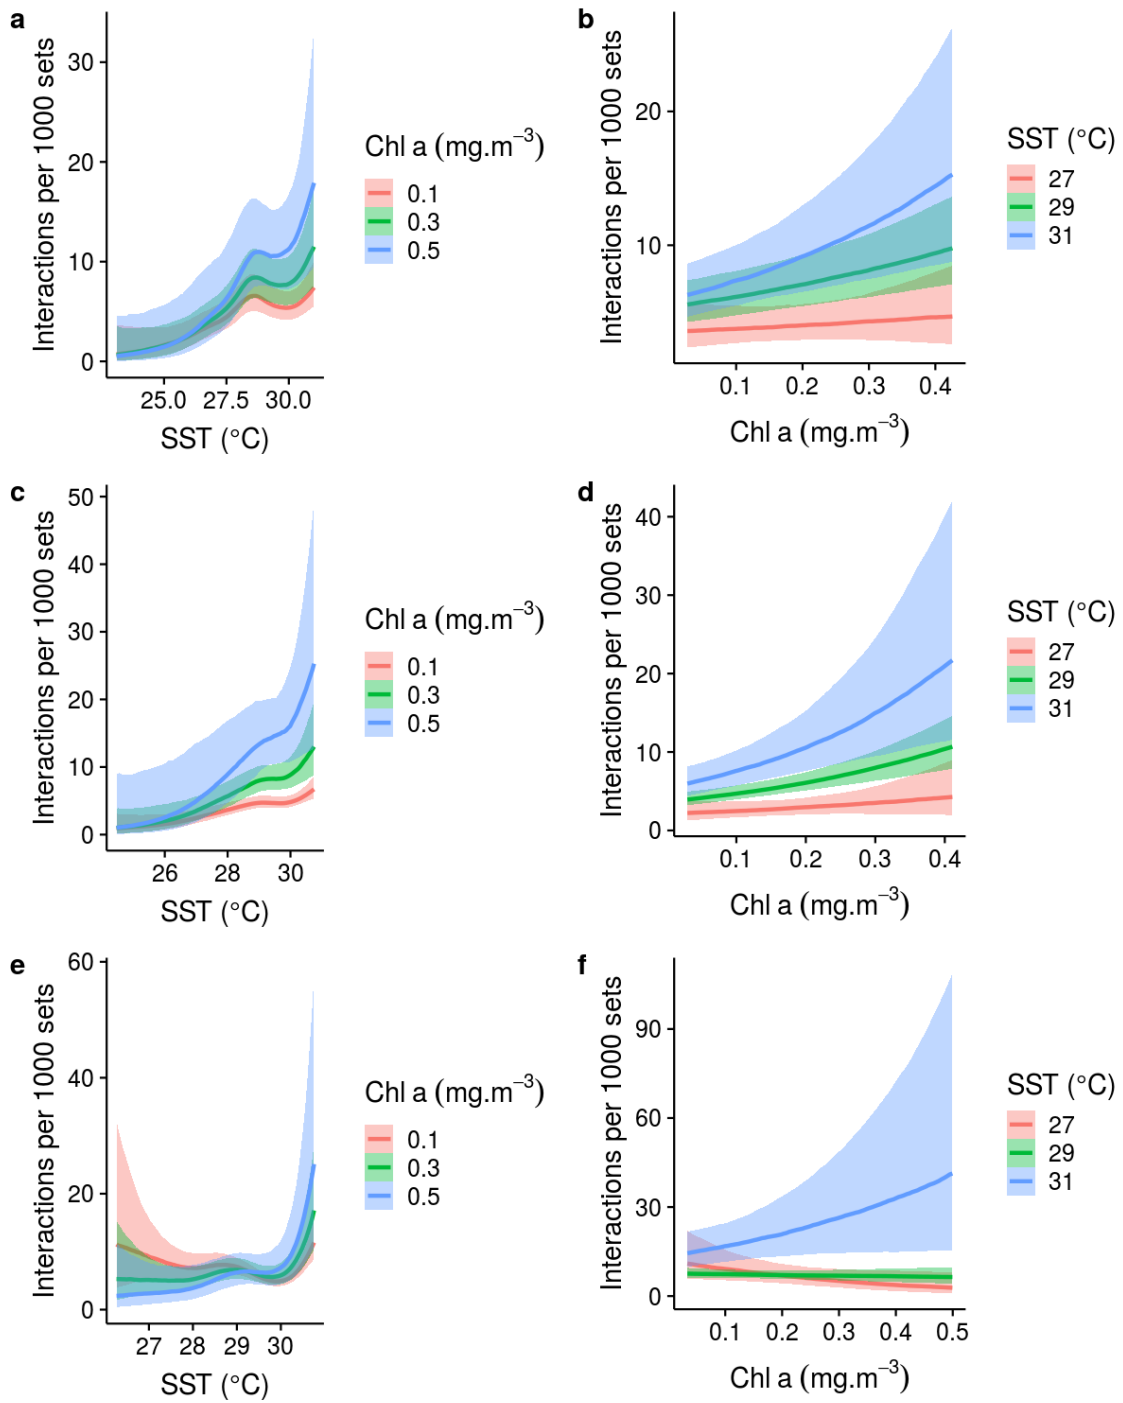 a
Interactions per 1000 sets
30
20
10
0
25.0 27.5 30.0
SST (°C)
Chl a (mg.m⁻³)
0.1
0.3
0.5
b
Interactions per 1000 sets
20
10
0.1 0.2 0.3 0.4
Chl a (mg.m⁻³)
SST (°C)
27
29
31
c
Interactions per 1000 sets
50
40
30
20
10
0
26 28 30
SST (°C)
Chl a (mg.m⁻³)
0.1
0.3
0.5
d
Interactions per 1000 sets
40
30
20
10
0
0.1 0.2 0.3 0.4
Chl a (mg.m⁻³)
SST (°C)
27
29
31
e
Interactions per 1000 sets
60
40
20
0
27 28 29 30
SST (°C)
Chl a (mg.m⁻³)
0.1
0.3
0.5
f
Interactions per 1000 sets
90
60
30
0
0.1 0.2 0.3 0.4 0.5
Chl a (mg.m⁻³)
SST (°C)
27
29
31